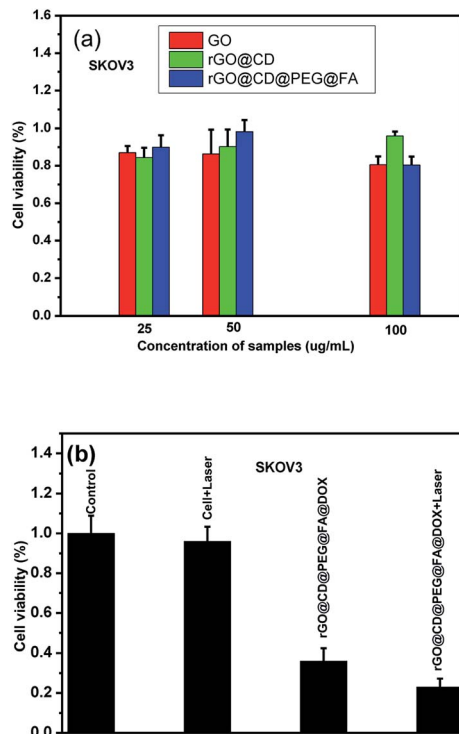 (a)
SKOV3
GO
rGO@CD
rGO@CD@PEG@FA
Cell viability (%)
1.6
1.4
1.2
1.0
0.8
0.6
0.4
0.2
0.0
25
50
100
Concentration of samples (ug/mL)
(b)
SKOV3
Cell viability (%)
1.4
1.2
1.0
0.8
0.6
0.4
0.2
0.0
Control
Cell+Laser
rGO@CD@PEG@FA@DOX
rGO@CD@PEG@FA@DOX+Laser